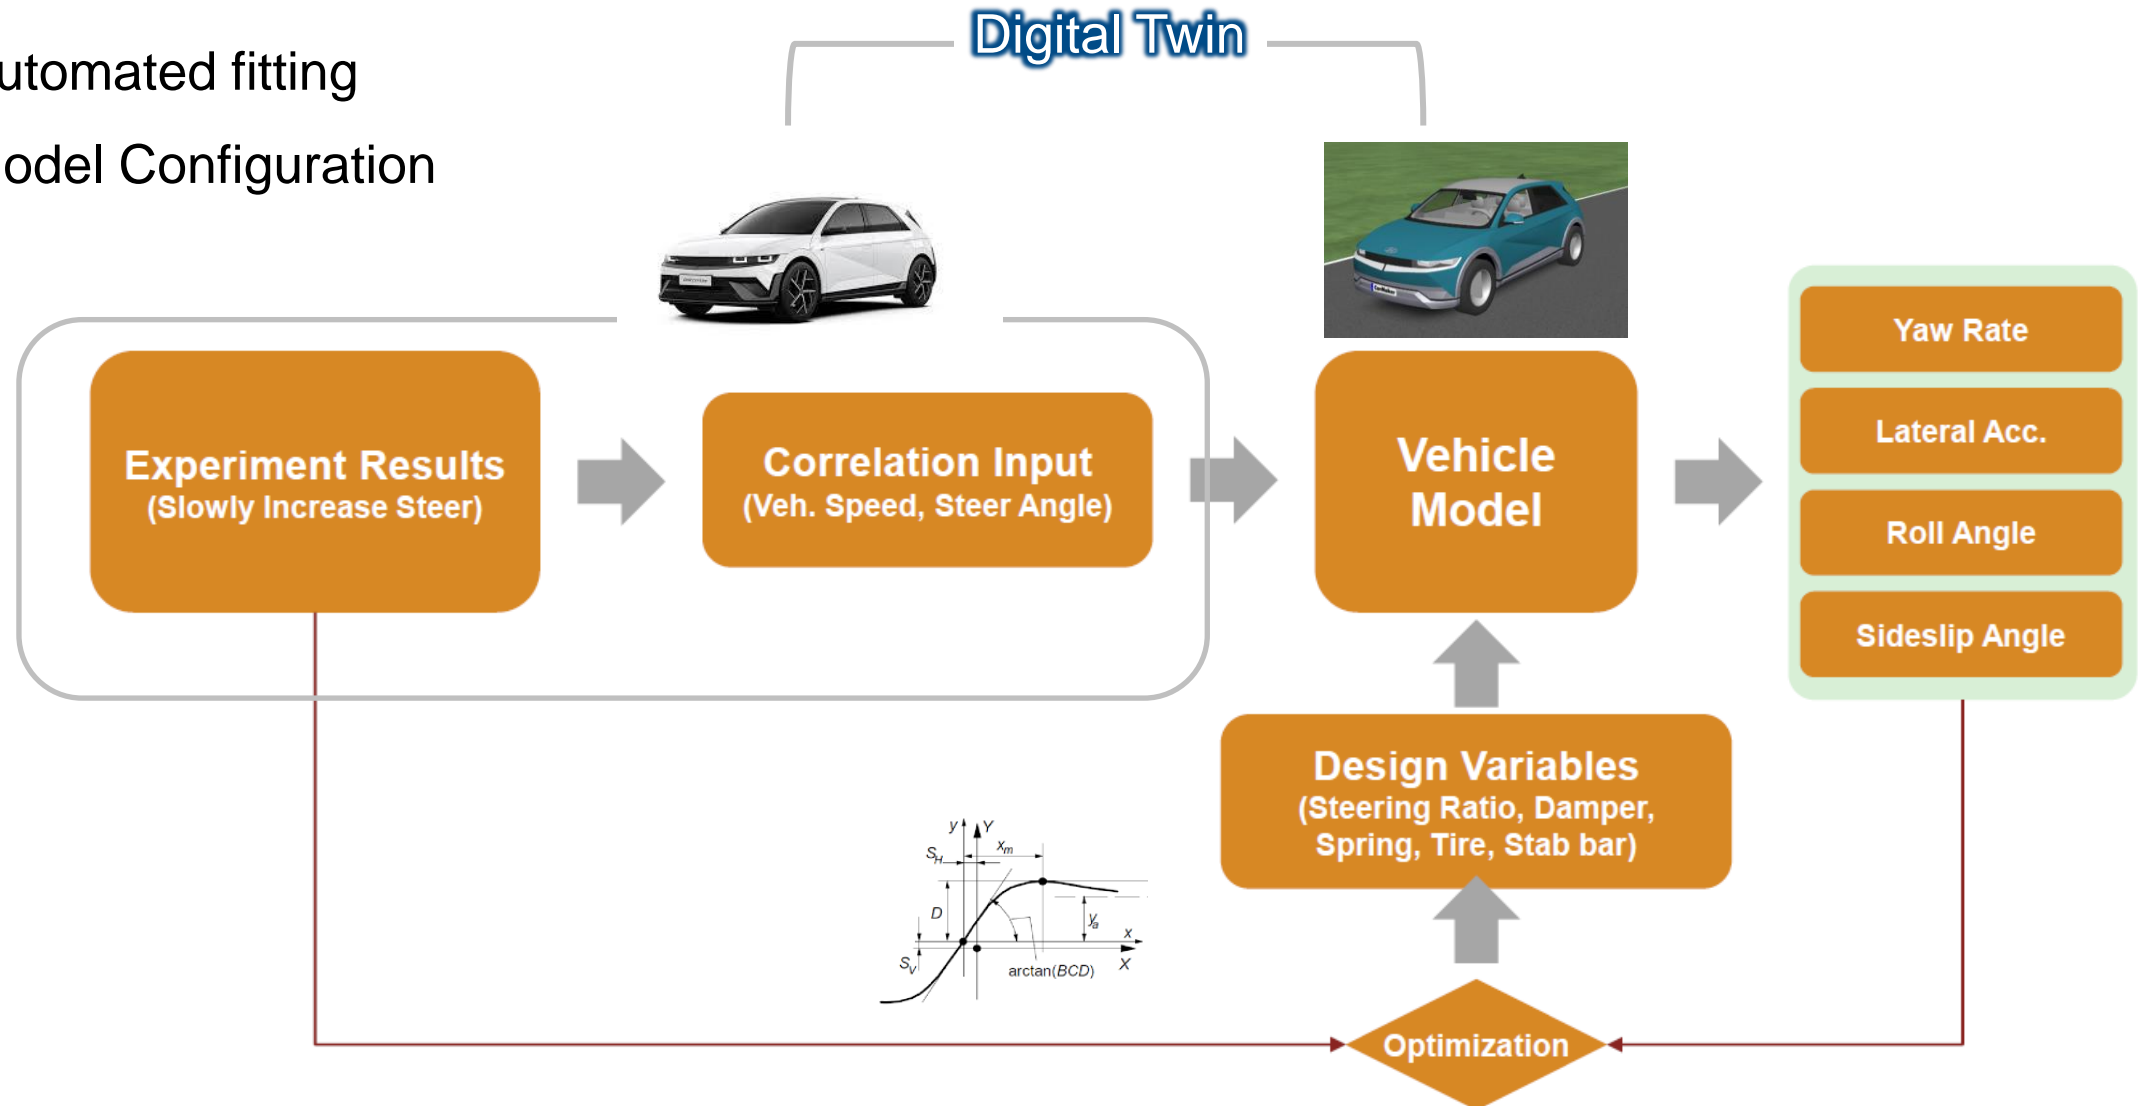 Digital Twin
utomated fitting
odel Configuration
Experiment Results
(Slowly Increase Steer)
Correlation Input
(Veh. Speed, Steer Angle)
Vehicle
Model
Yaw Rate
Lateral Acc.
Roll Angle
Sideslip Angle
Design Variables
(Steering Ratio, Damper,
Spring, Tire, Stab bar)
y Y
S_H x_m
D
y_a
x
S_V
X
arctan(BCD)
Optimization
CarMaker